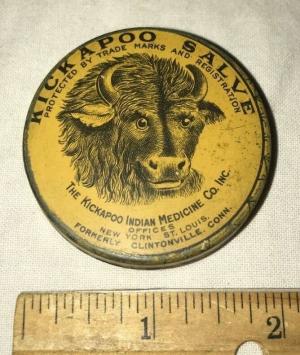 KICKAPOO SALVE
PROTECTED BY TRADE MARKS AND REGISTRATION
THE KICKAPOO INDIAN MEDICINE CO. INC.
OFFICES
NEW YORK ST. LOUIS,
FORMERLY CLINTONVILLE, CONN.
1 2